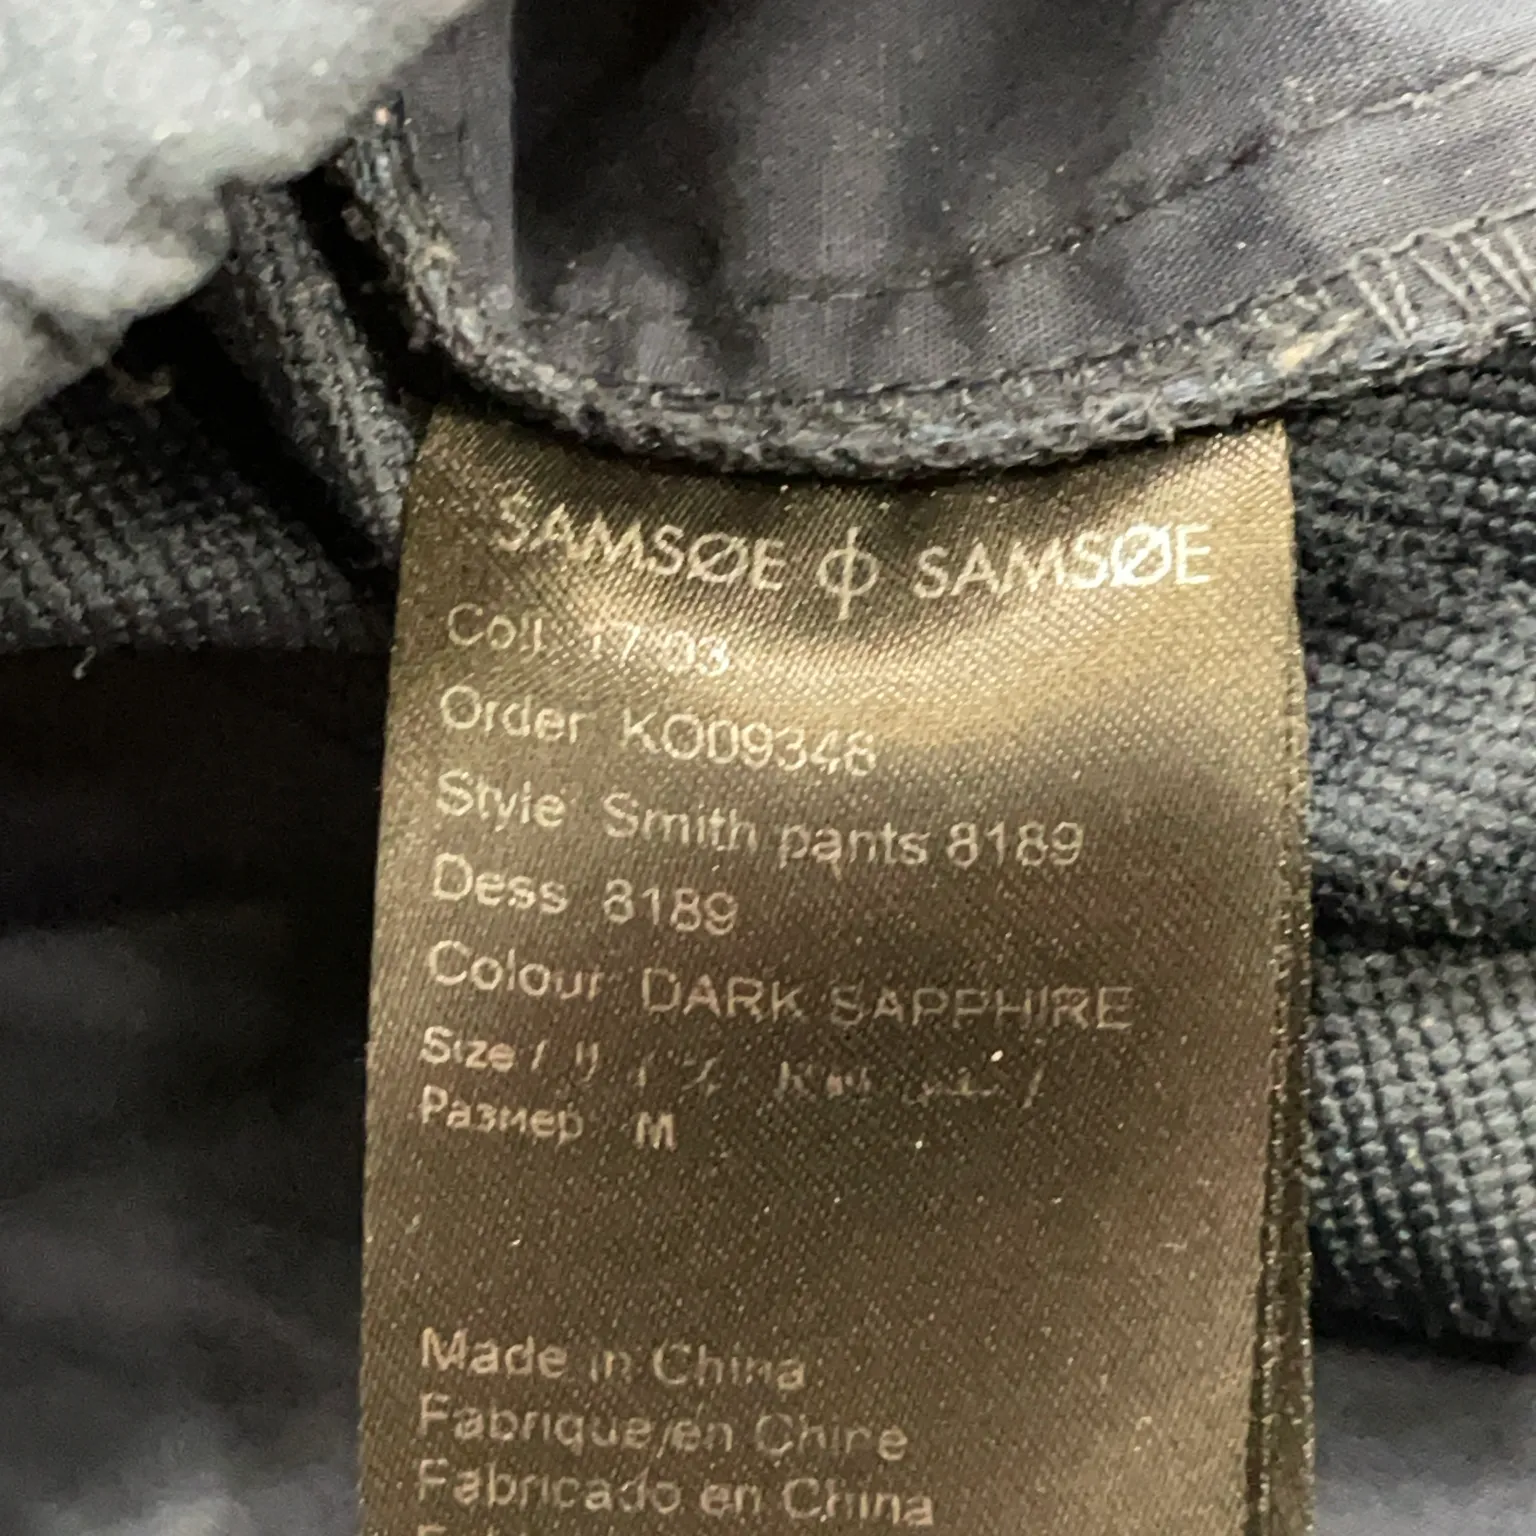 SAMSØE ϕ SAMSØE
Coll 17 03
Order KO09348
Style Smith pants 8189
Dess 8189
Colour DARK SAPPHIRE
Size /
Размер M
Made in China
Fabrique/en Chine
Fabricado en China